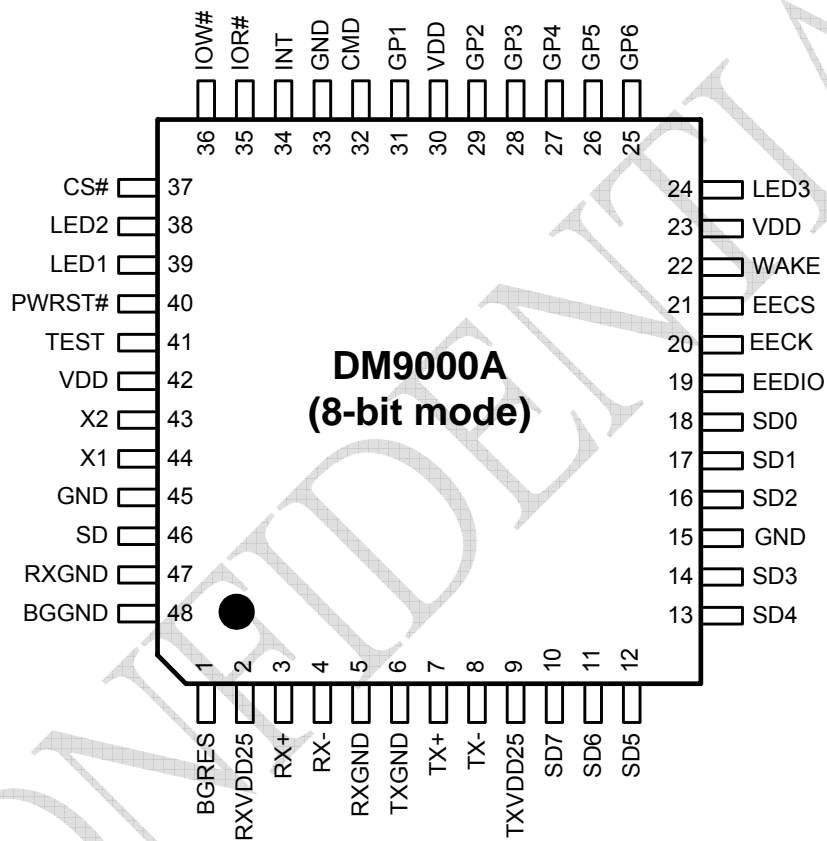 IOW#
IOR#
INT
GND
CMD
GP1
VDD
GP2
GP3
GP4
GP5
GP6
36
35
34
33
32
31
30
29
28
27
26
25
CS# 37
LED2 38
LED1 39
PWRST# 40
TEST 41
VDD 42
X2 43
X1 44
GND 45
SD 46
RXGND 47
BGGND 48
DM9000A
(8-bit mode)
24 LED3
23 VDD
22 WAKE
21 EECS
20 EECK
19 EEDIO
18 SD0
17 SD1
16 SD2
15 GND
14 SD3
13 SD4
1
2
3
4
5
6
7
8
9
10
11
12
BGRES
RXVDD25
RX+
RX-
RXGND
TXGND
TX+
TX-
TXVDD25
SD7
SD6
SD5